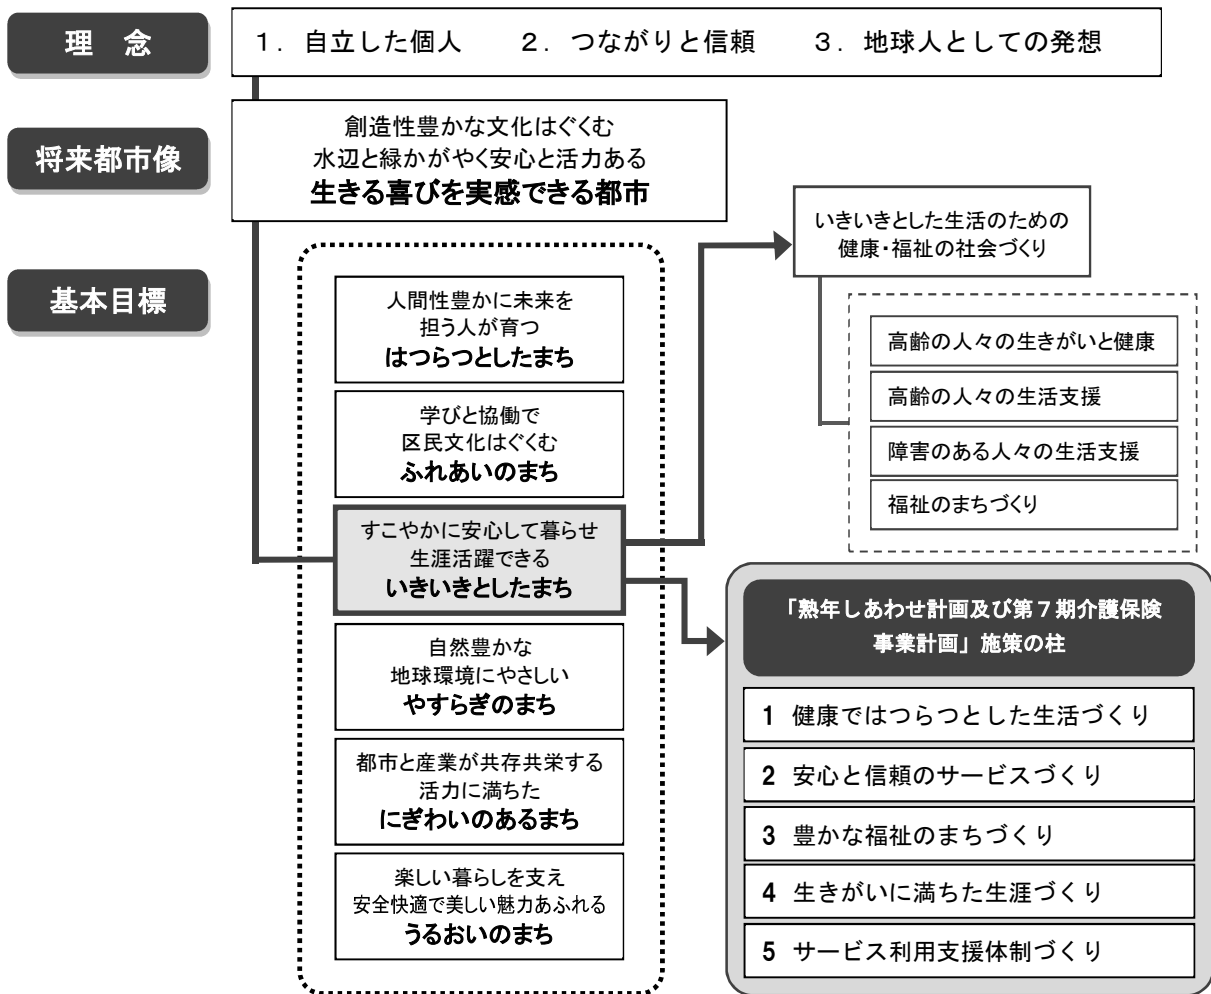 理　念
１．自立した個人　　２．つながりと信頼　　３．地球人としての発想
将来都市像
創造性豊かな文化はぐくむ
水辺と緑かがやく安心と活力ある
生きる喜びを実感できる都市
基本目標
人間性豊かに未来を
担う人が育つ
はつらつとしたまち
学びと協働で
区民文化はぐくむ
ふれあいのまち
すこやかに安心して暮らせ
生涯活躍できる
いきいきとしたまち
自然豊かな
地球環境にやさしい
やすらぎのまち
都市と産業が共存共栄する
活力に満ちた
にぎわいのあるまち
楽しい暮らしを支え
安全快適で美しい魅力あふれる
うるおいのまち
いきいきとした生活のための
健康・福祉の社会づくり
高齢の人々の生きがいと健康
高齢の人々の生活支援
障害のある人々の生活支援
福祉のまちづくり
「熟年しあわせ計画及び第７期介護保険
事業計画」施策の柱
1 健康ではつらつとした生活づくり
2 安心と信頼のサービスづくり
3 豊かな福祉のまちづくり
4 生きがいに満ちた生涯づくり
5 サービス利用支援体制づくり